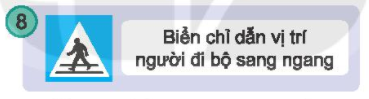 8
Biển chỉ dẫn vị trí
người đi bộ sang ngang